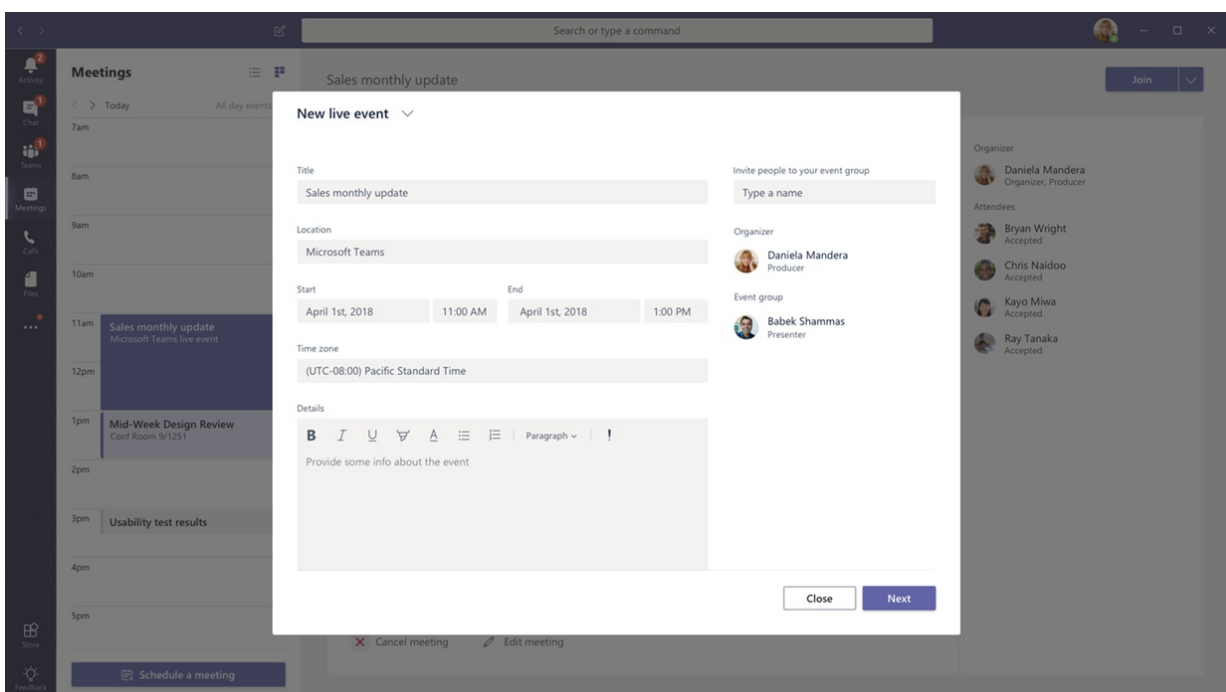 Search or type a command
2
Activity
1
Chat
1
Teams
Meetings
Calls
Files
Store
Feedback
Meetings
Today
All day events
7am
8am
9am
10am
11am
Sales monthly update
Microsoft Teams live event
12pm
1pm
Mid-Week Design Review
Conf Room 9/1251
2pm
3pm
Usability test results
4pm
5pm
Schedule a meeting
Sales monthly update
Join
New live event
Title
Sales monthly update
Location
Microsoft Teams
Start
End
April 1st, 2018
11:00 AM
April 1st, 2018
1:00 PM
Time zone
(UTC-08:00) Pacific Standard Time
Details
B I U A Paragraph !
Provide some info about the event
Invite people to your event group
Type a name
Organizer
Daniela Mandera
Producer
Event group
Babek Shammas
Presenter
Close
Next
Cancel meeting
Edit meeting
Organizer
Daniela Mandera
Organizer, Producer
Attendees
Bryan Wright
Accepted
Chris Naidoo
Accepted
Kayo Miwa
Accepted
Ray Tanaka
Accepted